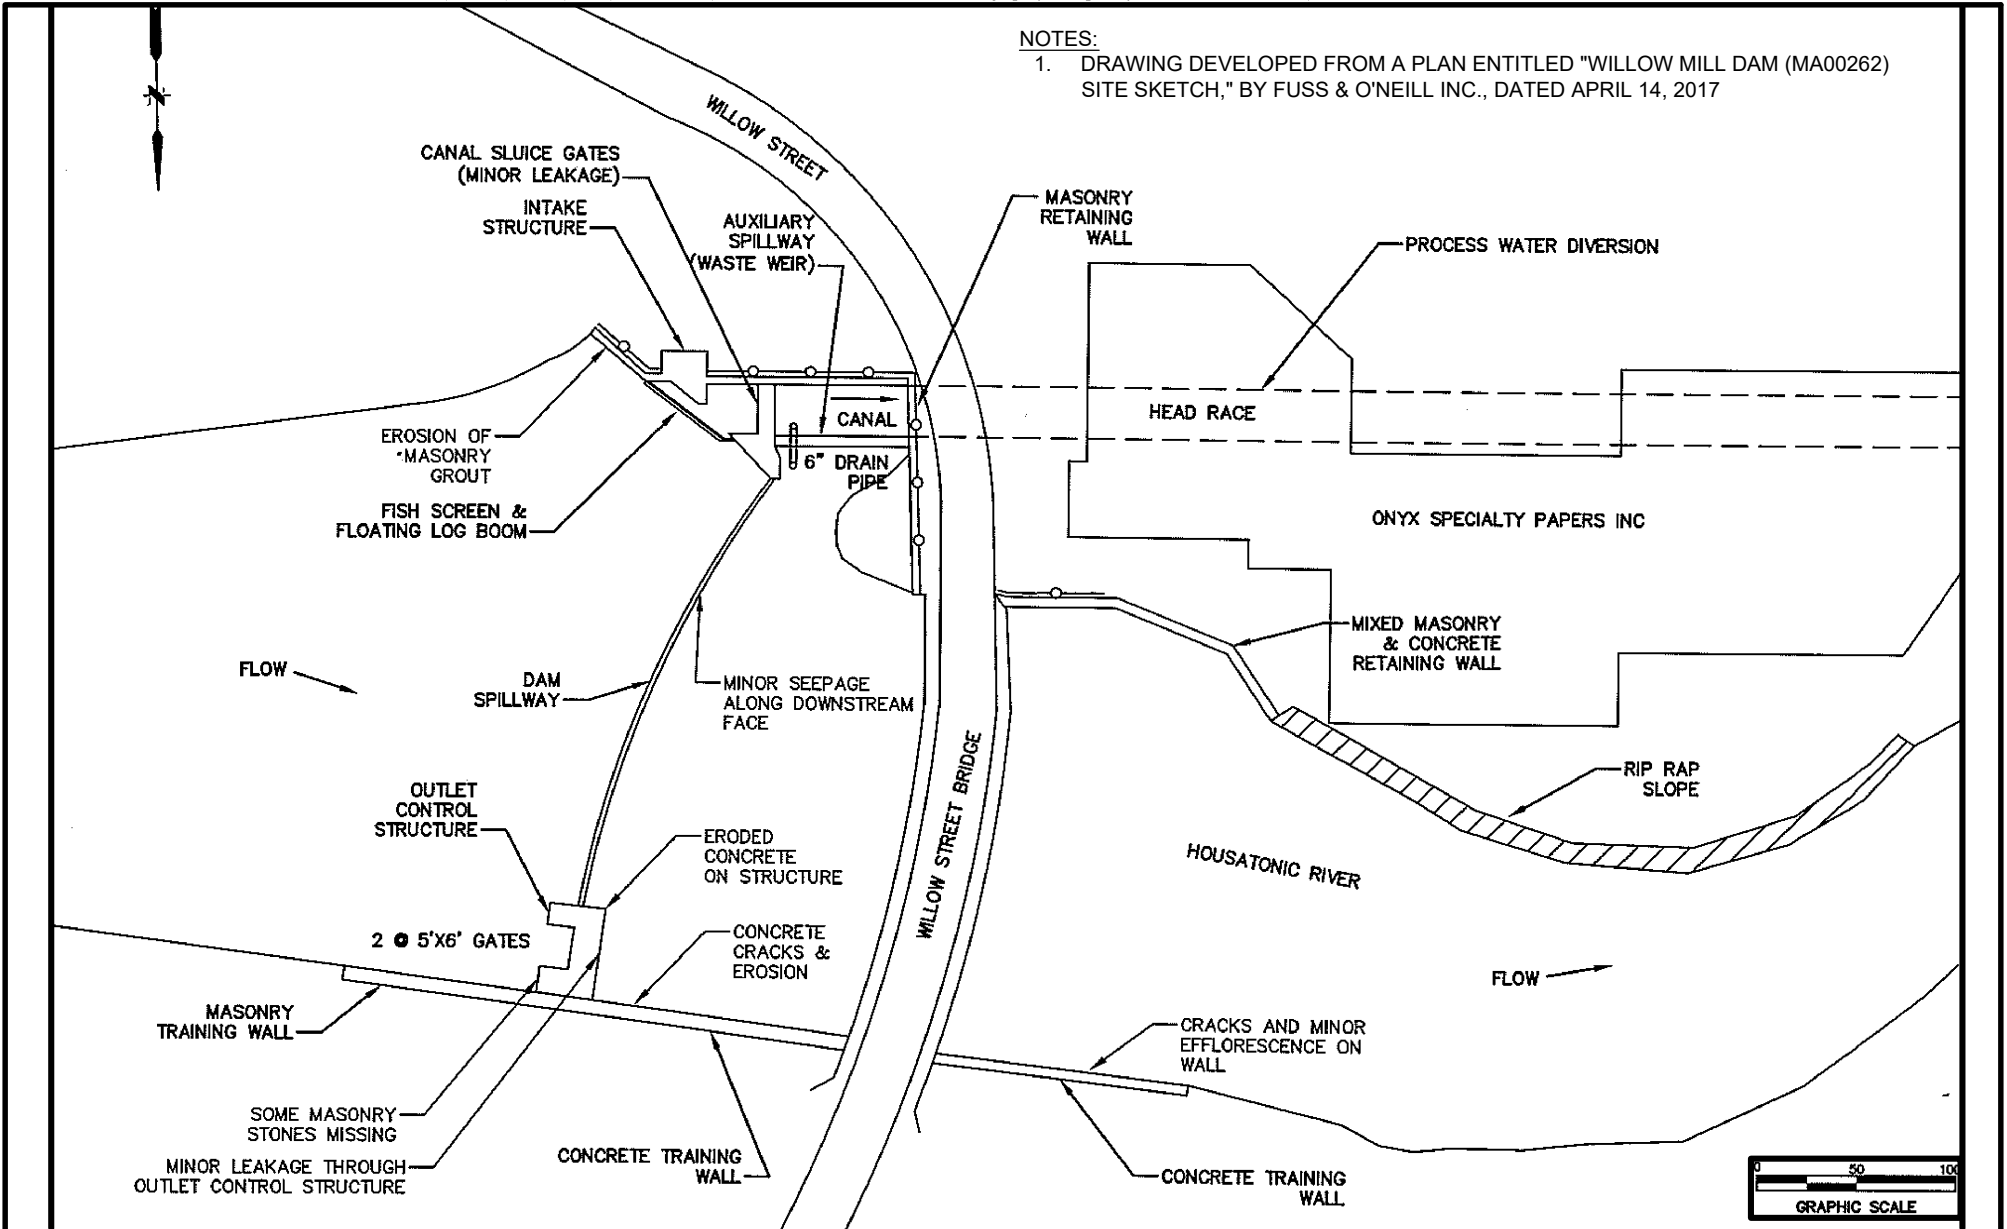 NOTES:
1. DRAWING DEVELOPED FROM A PLAN ENTITLED "WILLOW MILL DAM (MA00262)
SITE SKETCH," BY FUSS & O'NEILL INC., DATED APRIL 14, 2017
N
WILLOW STREET
CANAL SLUICE GATES
(MINOR LEAKAGE)
INTAKE
STRUCTURE
AUXILIARY
SPILLWAY
(WASTE WEIR)
MASONRY
RETAINING
WALL
PROCESS WATER DIVERSION
CANAL
HEAD RACE
EROSION OF
MASONRY
GROUT
6" DRAIN
PIPE
FISH SCREEN &
FLOATING LOG BOOM
ONYX SPECIALTY PAPERS INC
MIXED MASONRY
& CONCRETE
RETAINING WALL
FLOW
DAM
SPILLWAY
MINOR SEEPAGE
ALONG DOWNSTREAM
FACE
WILLOW STREET BRIDGE
RIP RAP
SLOPE
OUTLET
CONTROL
STRUCTURE
ERODED
CONCRETE
ON STRUCTURE
HOUSATONIC RIVER
2 @ 5'X6' GATES
CONCRETE
CRACKS &
EROSION
FLOW
MASONRY
TRAINING WALL
CRACKS AND MINOR
EFFLORESCENCE ON
WALL
SOME MASONRY
STONES MISSING
MINOR LEAKAGE THROUGH
OUTLET CONTROL STRUCTURE
CONCRETE TRAINING
WALL
CONCRETE TRAINING
WALL
0 50 100
GRAPHIC SCALE